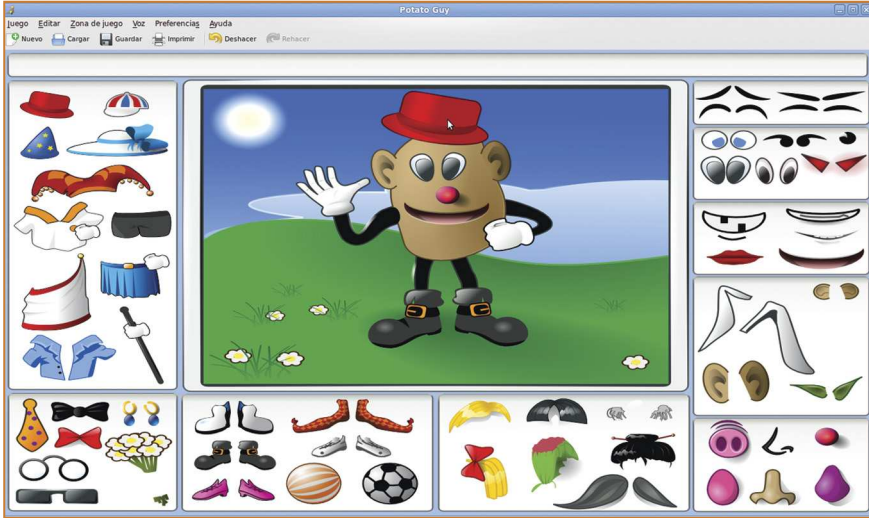 Potato Guy
Juego Editar Zona de juego Voz Preferencias Ayuda
Nuevo Cargar Guardar Imprimir Deshacer Rehacer